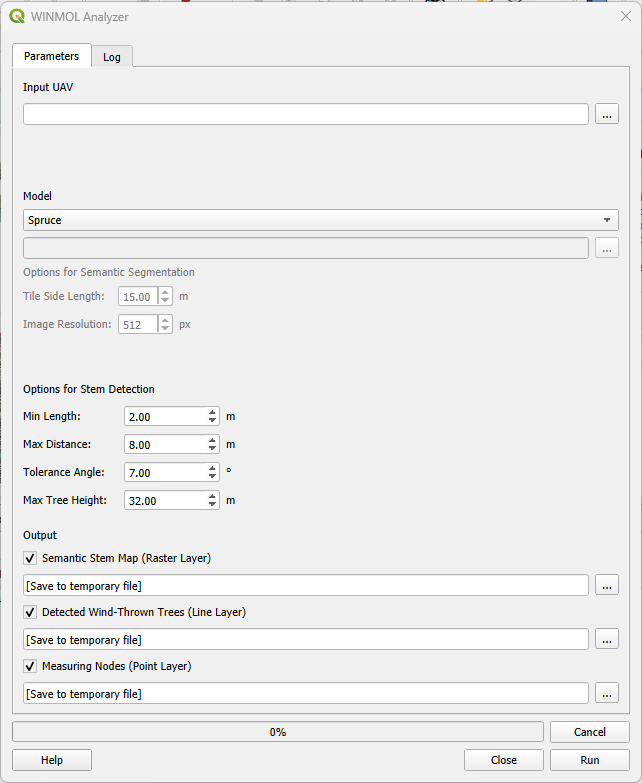 WINMOL Analyzer
Parameters
Log
Input UAV
...
Model
Spruce
...
Options for Semantic Segmentation
Tile Side Length: 15.00 m
Image Resolution: 512 px
Options for Stem Detection
Min Length: 2.00 m
Max Distance: 8.00 m
Tolerance Angle: 7.00 °
Max Tree Height: 32.00 m
Output
Semantic Stem Map (Raster Layer)
[Save to temporary file] ...
Detected Wind-Thrown Trees (Line Layer)
[Save to temporary file] ...
Measuring Nodes (Point Layer)
[Save to temporary file] ...
0% Cancel
Help Close Run